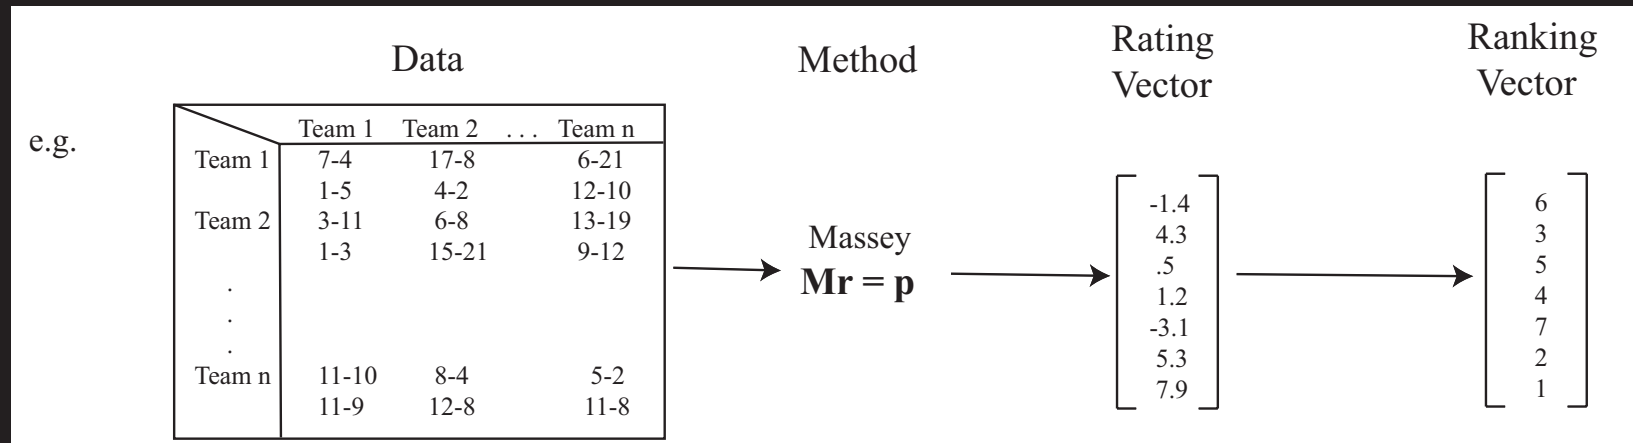 Data
Method
Rating
Vector
Ranking
Vector
e.g.
Team 1 Team 2 . . . Team n
Team 1 7-4 17-8 6-21
1-5 4-2 12-10
Team 2 3-11 6-8 13-19
1-3 15-21 9-12
.
.
.
Team n 11-10 8-4 5-2
11-9 12-8 11-8
Massey
Mr = p
-1.4
4.3
.5
1.2
-3.1
5.3
7.9
6
3
5
4
7
2
1